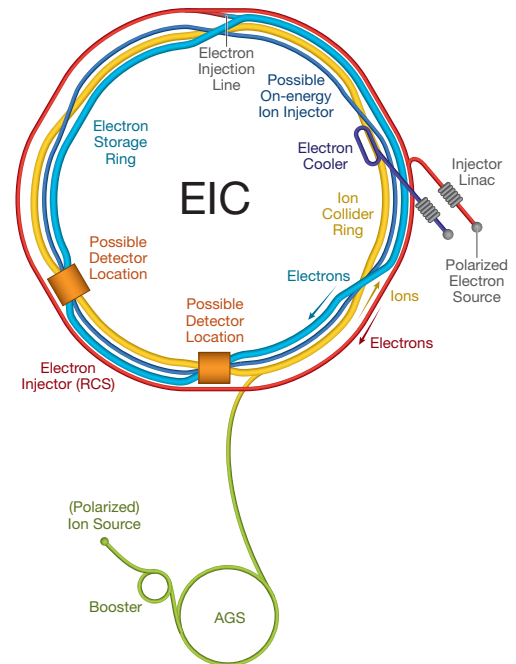 Electron
Injection
Line
Possible
On-energy
Ion Injector
Electron
Storage
Ring
Electron
Cooler
Injector
Linac
EIC
Ion
Collider
Ring
Possible
Detector
Location
Polarized
Electron
Source
Electrons
Ions
Possible
Detector
Location
Electrons
Electron
Injector (RCS)
(Polarized)
Ion Source
Booster
AGS